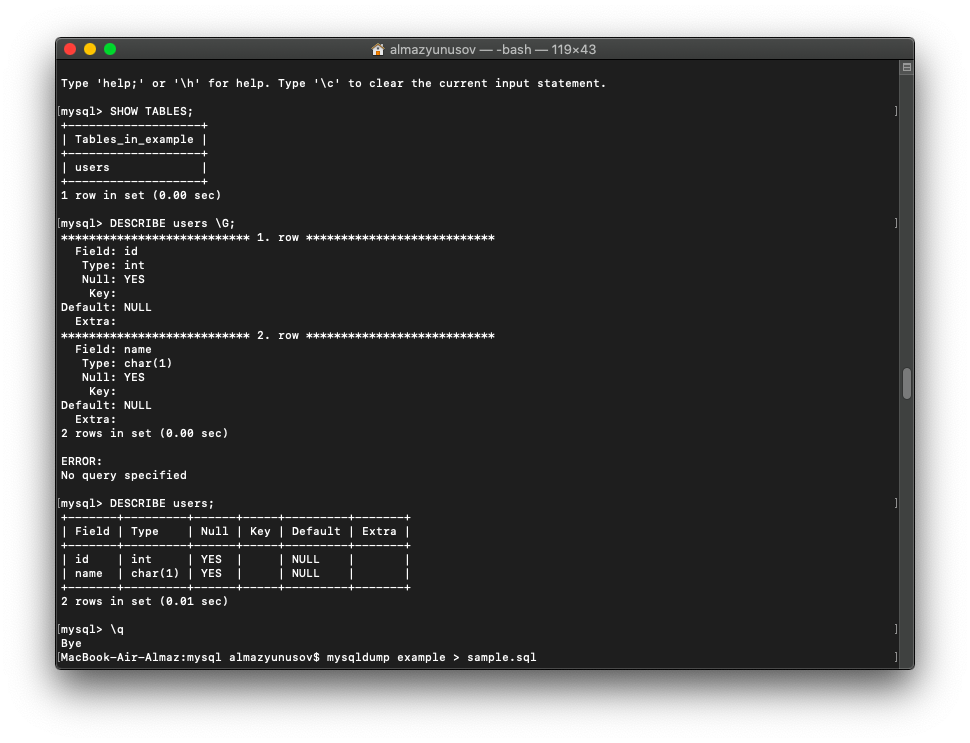 almazyunusov — -bash — 119×43
Type 'help;' or '\h' for help. Type '\c' to clear the current input statement.
[mysql> SHOW TABLES; ]
+-------------------+
| Tables_in_example |
+-------------------+
| users             |
+-------------------+
1 row in set (0.00 sec)
[mysql> DESCRIBE users \G; ]
*************************** 1. row ***************************
  Field: id
   Type: int
   Null: YES
    Key:
Default: NULL
  Extra:
*************************** 2. row ***************************
  Field: name
   Type: char(1)
   Null: YES
    Key:
Default: NULL
  Extra:
2 rows in set (0.00 sec)
ERROR:
No query specified
[mysql> DESCRIBE users; ]
+-------+---------+------+-----+---------+-------+
| Field | Type    | Null | Key | Default | Extra |
+-------+---------+------+-----+---------+-------+
| id    | int     | YES  |     | NULL    |       |
| name  | char(1) | YES  |     | NULL    |       |
+-------+---------+------+-----+---------+-------+
2 rows in set (0.01 sec)
[mysql> \q ]
Bye
[MacBook-Air-Almaz:mysql almazyunusov$ mysqldump example > sample.sql ]